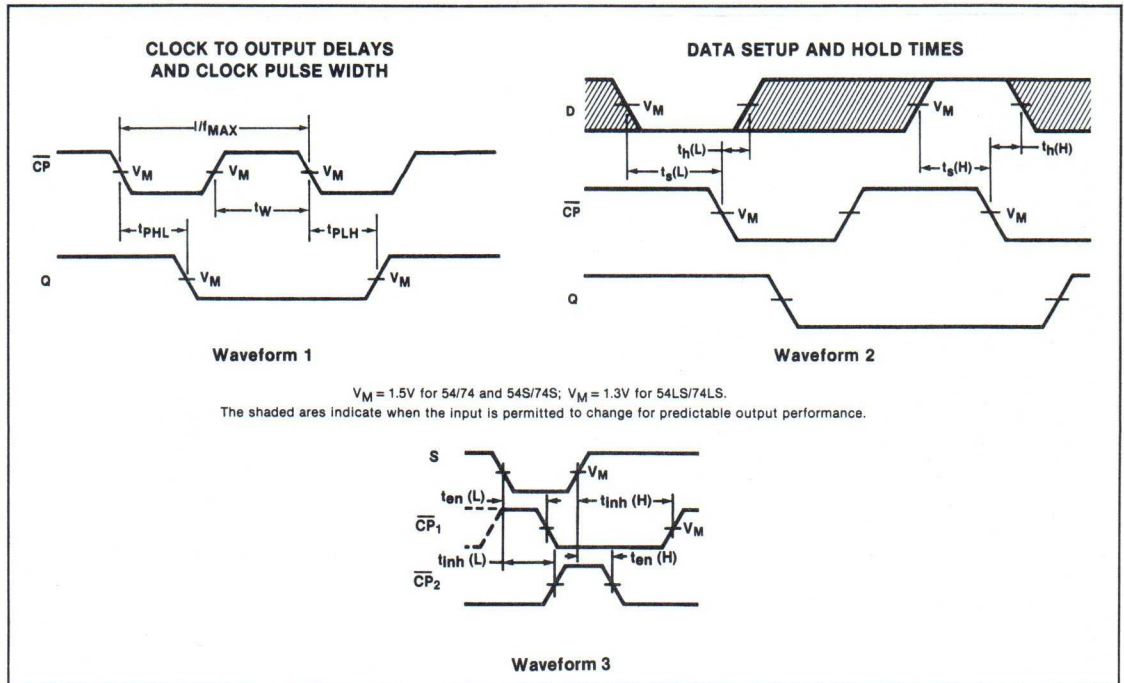 CLOCK TO OUTPUT DELAYS
AND CLOCK PULSE WIDTH
I/fMAX
CP
VM
VM
VM
tW
tPHL
tPLH
Q
VM
VM
Waveform 1
DATA SETUP AND HOLD TIMES
D
VM
VM
th(L)
th(H)
ts(L)
ts(H)
CP
VM
VM
Q
Waveform 2
VM = 1.5V for 54/74 and 54S/74S; VM = 1.3V for 54LS/74LS.
The shaded ares indicate when the input is permitted to change for predictable output performance.
S
VM
ten (L)
tinh (H)
CP1
VM
tinh (L)
ten (H)
CP2
Waveform 3